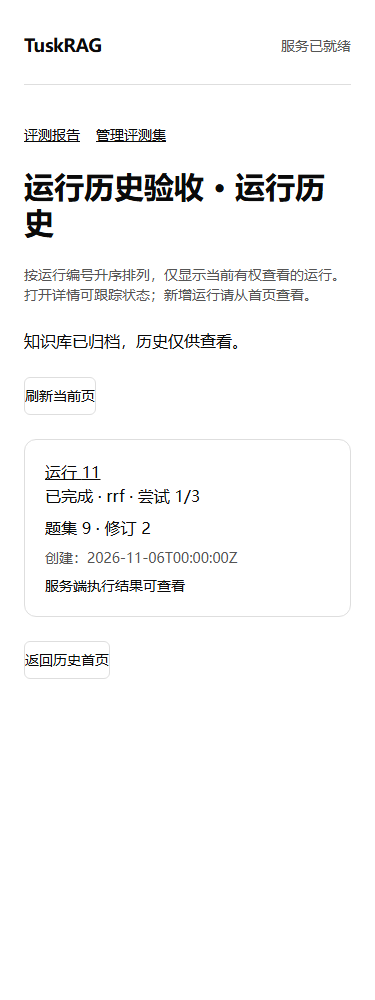 TuskRAG 服务已就绪
评测报告 管理评测集
运行历史验收 · 运行历
史
按运行编号升序排列，仅显示当前有权查看的运行。
打开详情可跟踪状态；新增运行请从首页查看。
知识库已归档，历史仅供查看。
刷新当前页
运行 11
已完成 · rrf · 尝试 1/3
题集 9 · 修订 2
创建：2026-11-06T00:00:00Z
服务端执行结果可查看
返回历史首页